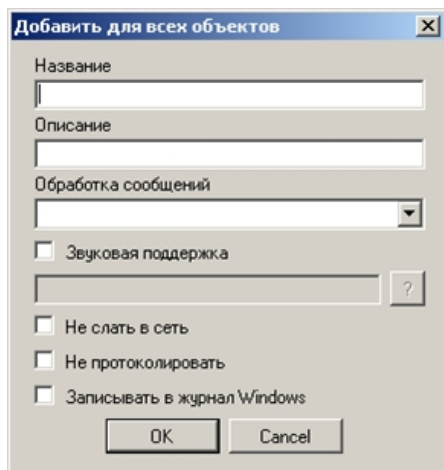 Добавить для всех объектов
Название
Описание
Обработка сообщений
Звуковая поддержка
?
Не слать в сеть
Не протоколировать
Записывать в журнал Windows
OK Cancel